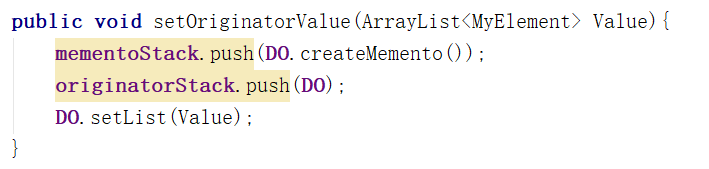 public void setOriginatorValue(ArrayList<MyElement> Value){
mementoStack.push(DO.createMemento());
originatorStack.push(DO);
DO.setList(Value);
}